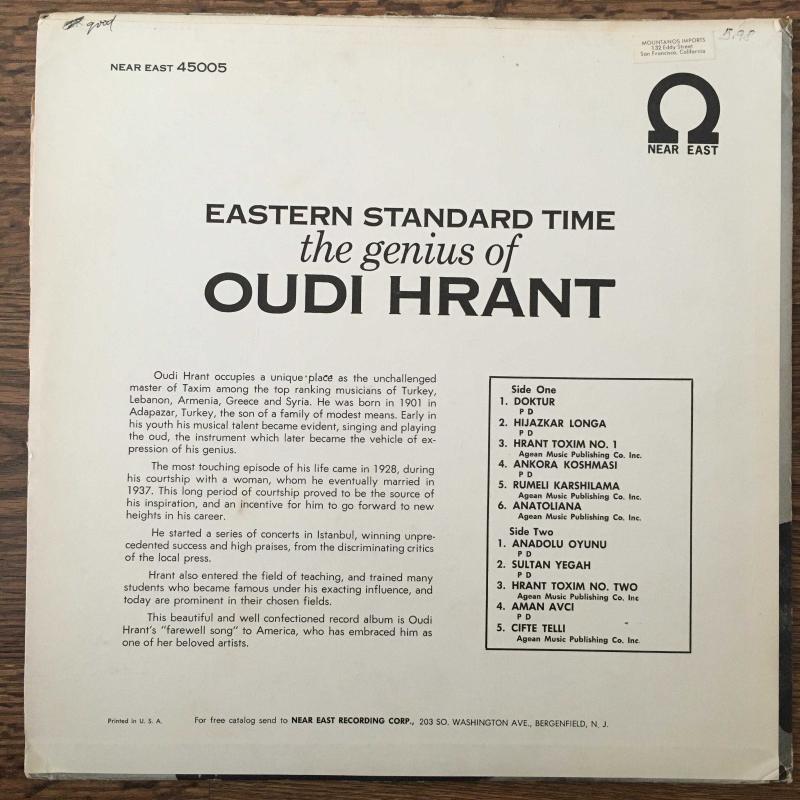 good
MOUNTANOS IMPORTS
132 Eddy Street
San Francisco, California
5.98
NEAR EAST 45005
NEAR EAST
EASTERN STANDARD TIME
the genius of
OUDI HRANT
Oudi Hrant occupies a unique place as the unchallenged
master of Taxim among the top ranking musicians of Turkey,
Lebanon, Armenia, Greece and Syria. He was born in 1901 in
Adapazar, Turkey, the son of a family of modest means. Early in
his youth his musical talent became evident, singing and playing
the oud, the instrument which later became the vehicle of ex-
pression of his genius.
The most touching episode of his life came in 1928, during
his courtship with a woman, whom he eventually married in
1937. This long period of courtship proved to be the source of
his inspiration, and an incentive for him to go forward to new
heights in his career.
He started a series of concerts in Istanbul, winning unpre-
cedented success and high praises, from the discriminating critics
of the local press.
Hrant also entered the field of teaching, and trained many
students who became famous under his exacting influence, and
today are prominent in their chosen fields.
This beautiful and well confectioned record album is Oudi
Hrant's "farewell song" to America, who has embraced him as
one of her beloved artists.
Side One
1. DOKTUR
P D
2. HIJAZKAR LONGA
P D
3. HRANT TOXIM NO. 1
Agean Music Publishing Co. Inc.
4. ANKORA KOSHMASI
P D
5. RUMELI KARSHILAMA
Agean Music Publishing Co. Inc.
6. ANATOLIANA
Agean Music Publishing Co. Inc.
Side Two
1. ANADOLU OYUNU
P D
2. SULTAN YEGAH
P D
3. HRANT TOXIM NO. TWO
Agean Music Publishing Co. Inc
4. AMAN AVCI
P D
5. CIFTE TELLI
Agean Music Publishing Co. Inc.
Printed in U. S. A.
For free catalog send to NEAR EAST RECORDING CORP., 203 SO. WASHINGTON AVE., BERGENFIELD, N. J.